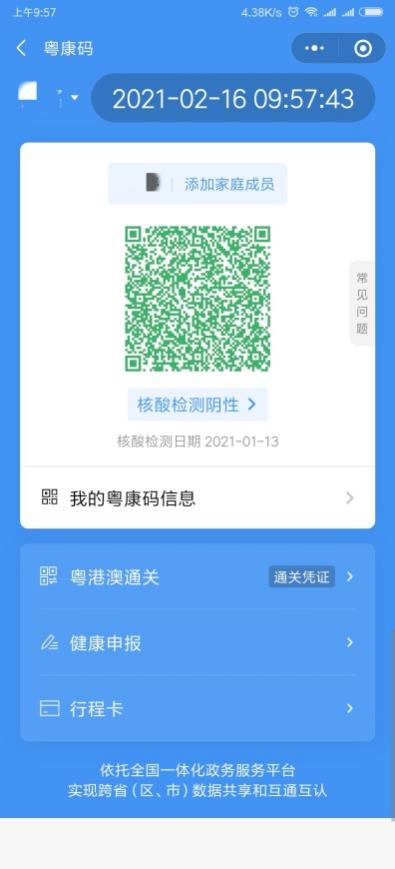 上午9:57
4.38K/s
粤康码
2021-02-16 09:57:43
添加家庭成员
常见问题
核酸检测阴性
核酸检测日期 2021-01-13
我的粤康码信息
粤港澳通关 通关凭证
健康申报
行程卡
依托全国一体化政务服务平台
实现跨省(区、市)数据共享和互通互认